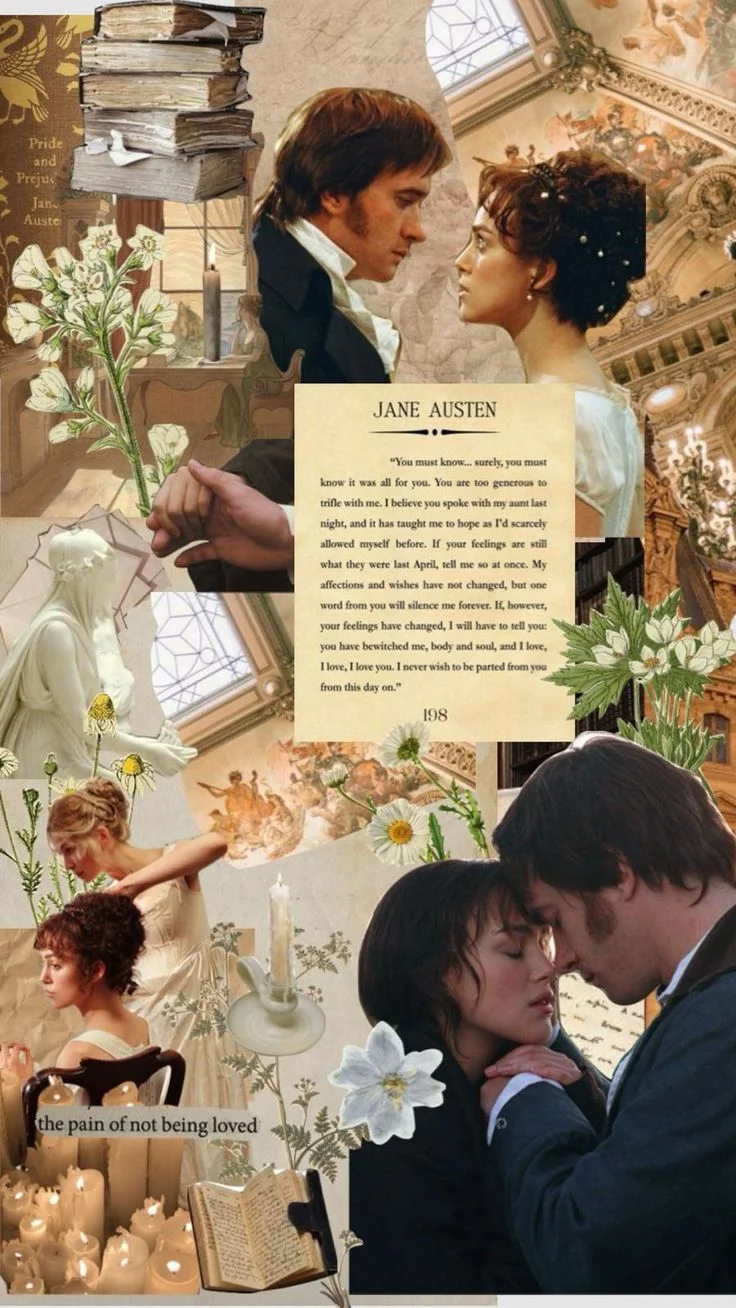 Pride
and
Jane
JANE AUSTEN
“You must know... surely, you must
know it was all for you. You are too generous to
trifle with me. I believe you spoke with my aunt last
night, and it has taught me to hope as I’d scarcely
allowed myself before. If your feelings are still
what they were last April, tell me so at once. My
affections and wishes have not changed, but one
word from you will silence me forever. If, however,
your feelings have changed, I will have to tell you:
you have bewitched me, body and soul, and I love,
I love, I love you. I never wish to be parted from you
from this day on.”
198
the pain of not being loved